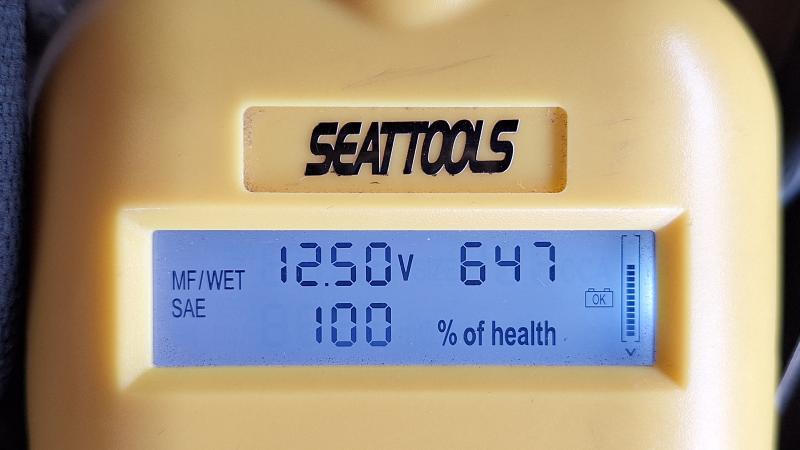 SEATTOOLS
MF/WET 12.50V 647
SAE 100 % of health
OK